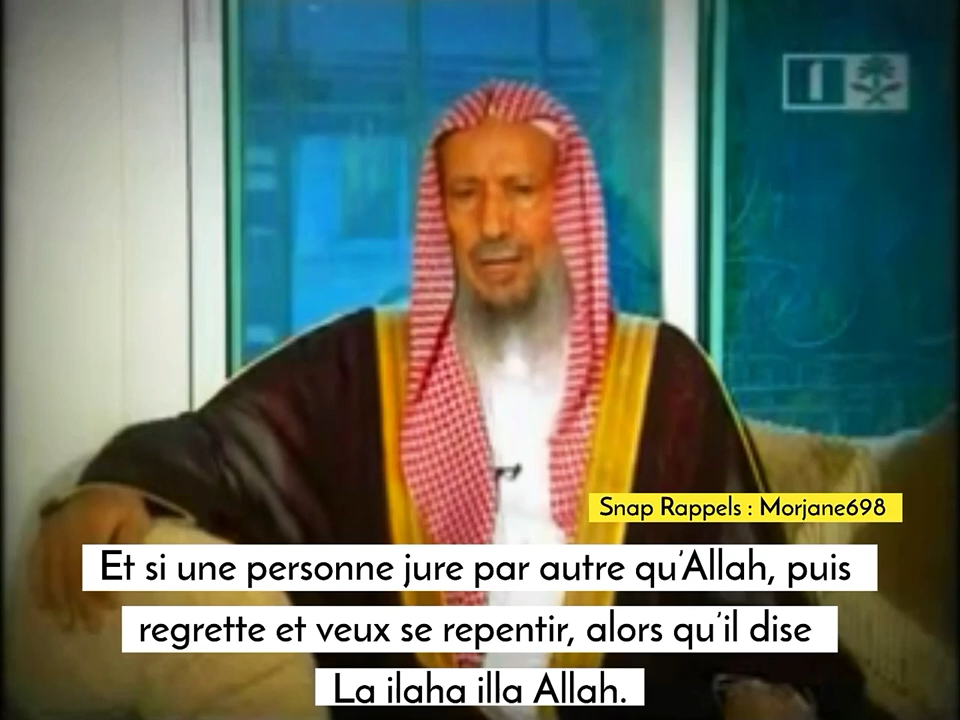 1
Snap Rappels : Morjane698
Et si une personne jure par autre qu'Allah, puis
regrette et veux se repentir, alors qu'il dise
La ilaha illa Allah.